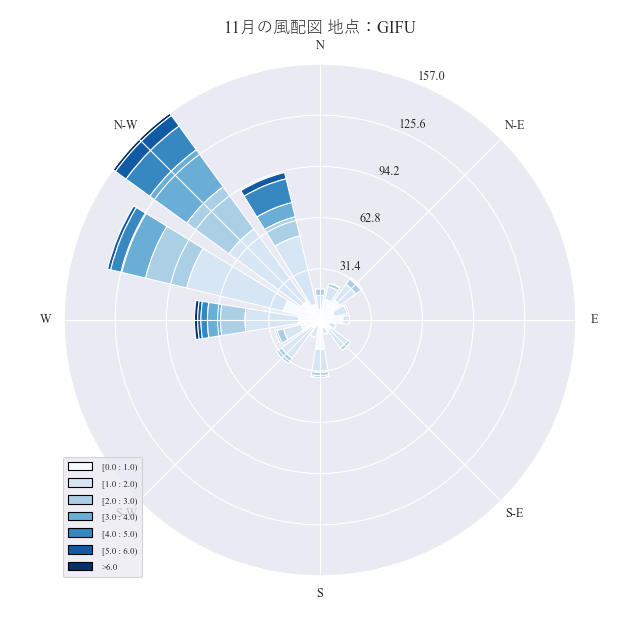 11月の風配図 地点：GIFU
N
157.0
N-W
N-E
125.6
94.2
62.8
31.4
W
E
[0.0 : 1.0)
[1.0 : 2.0)
[2.0 : 3.0)
[3.0 : 4.0)
[4.0 : 5.0)
[5.0 : 6.0)
>6.0
S-W
S-E
S